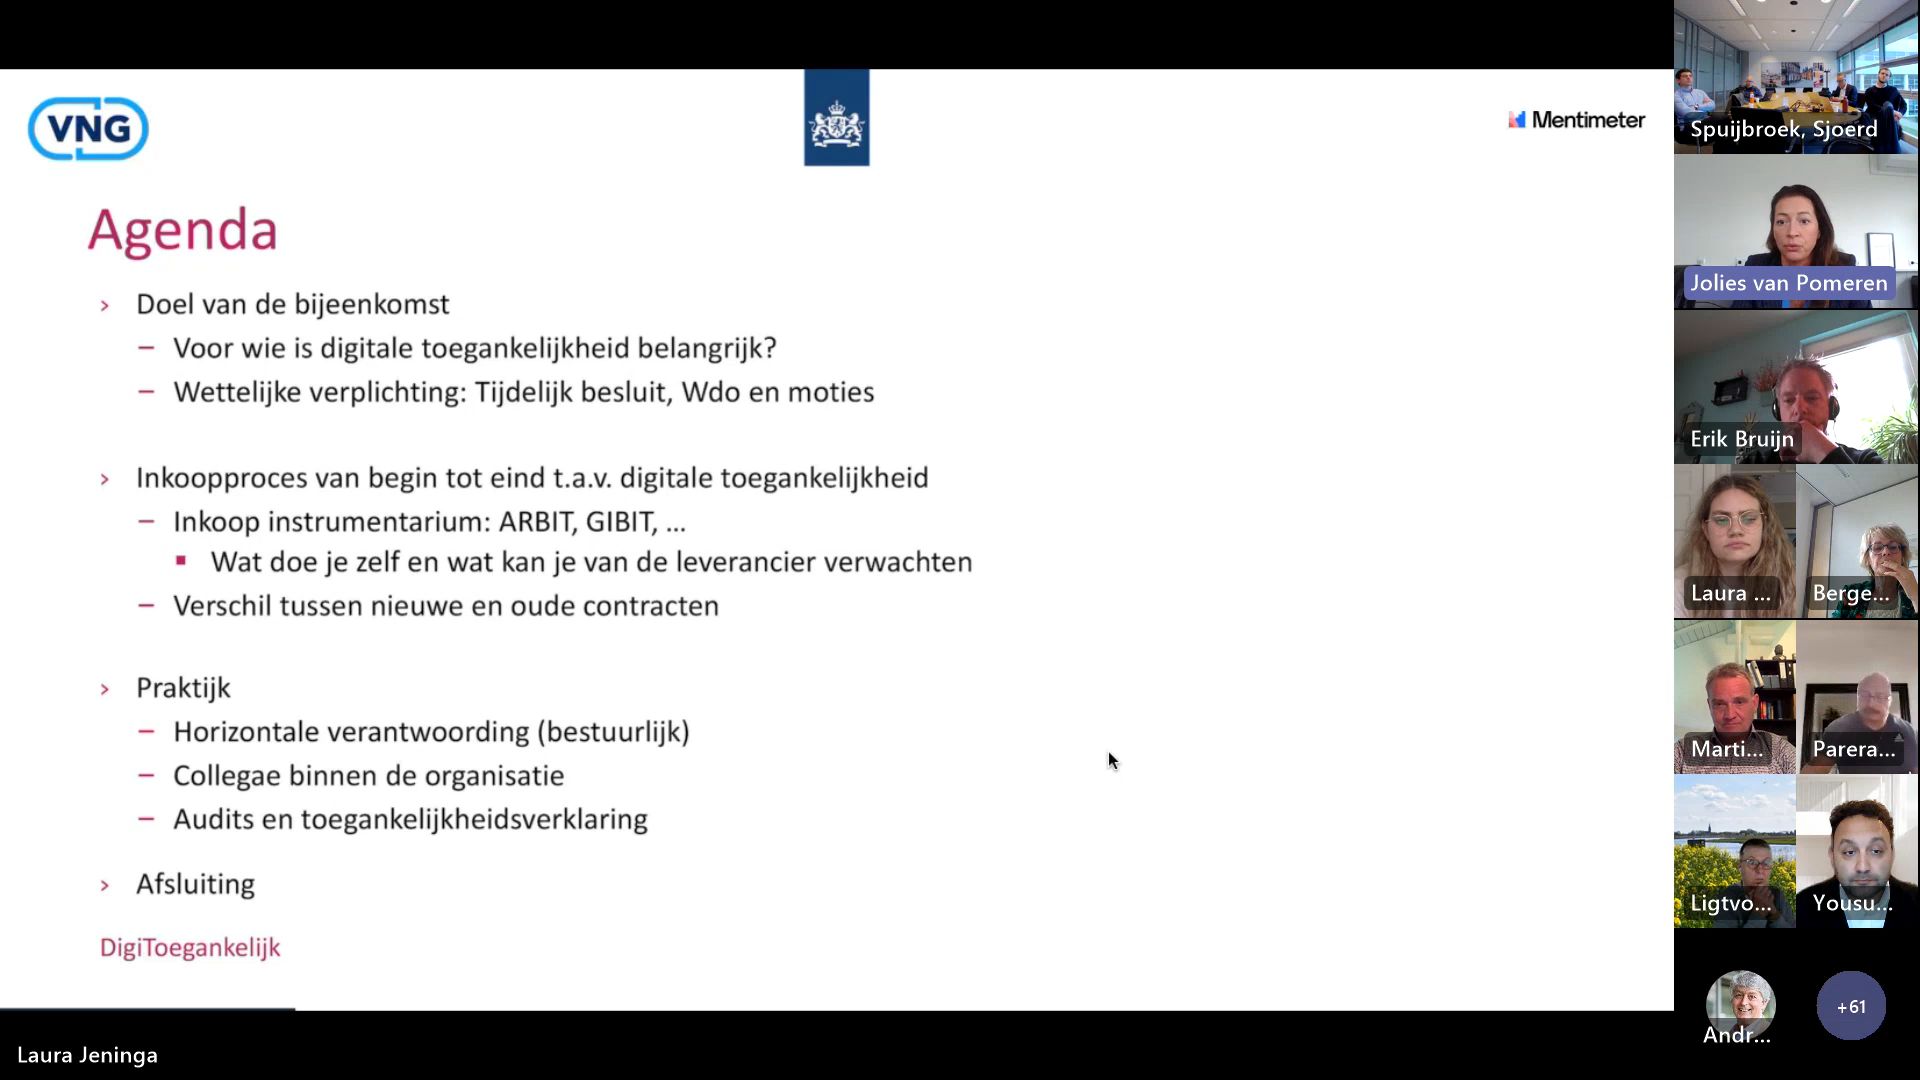 VNG
Mentimeter
Agenda
› Doel van de bijeenkomst
– Voor wie is digitale toegankelijkheid belangrijk?
– Wettelijke verplichting: Tijdelijk besluit, Wdo en moties
› Inkoopproces van begin tot eind t.a.v. digitale toegankelijkheid
– Inkoop instrumentarium: ARBIT, GIBIT, ...
▪ Wat doe je zelf en wat kan je van de leverancier verwachten
– Verschil tussen nieuwe en oude contracten
› Praktijk
– Horizontale verantwoording (bestuurlijk)
– Collegae binnen de organisatie
– Audits en toegankelijkheidsverklaring
› Afsluiting
DigiToegankelijk
Laura Jeninga
Spuijbroek, Sjoerd
Jolies van Pomeren
Erik Bruijn
Laura ...
Berge...
Marti...
Parera...
Ligtvo...
Yousu...
Andr...
+61